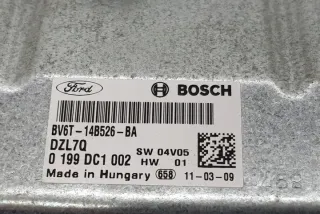 Ford
BOSCH
BV6T-14B526-BA
DZL7Q
SW 04V05
0 199 DC1 002
HW 01
Made in Hungary 658 11-03-09